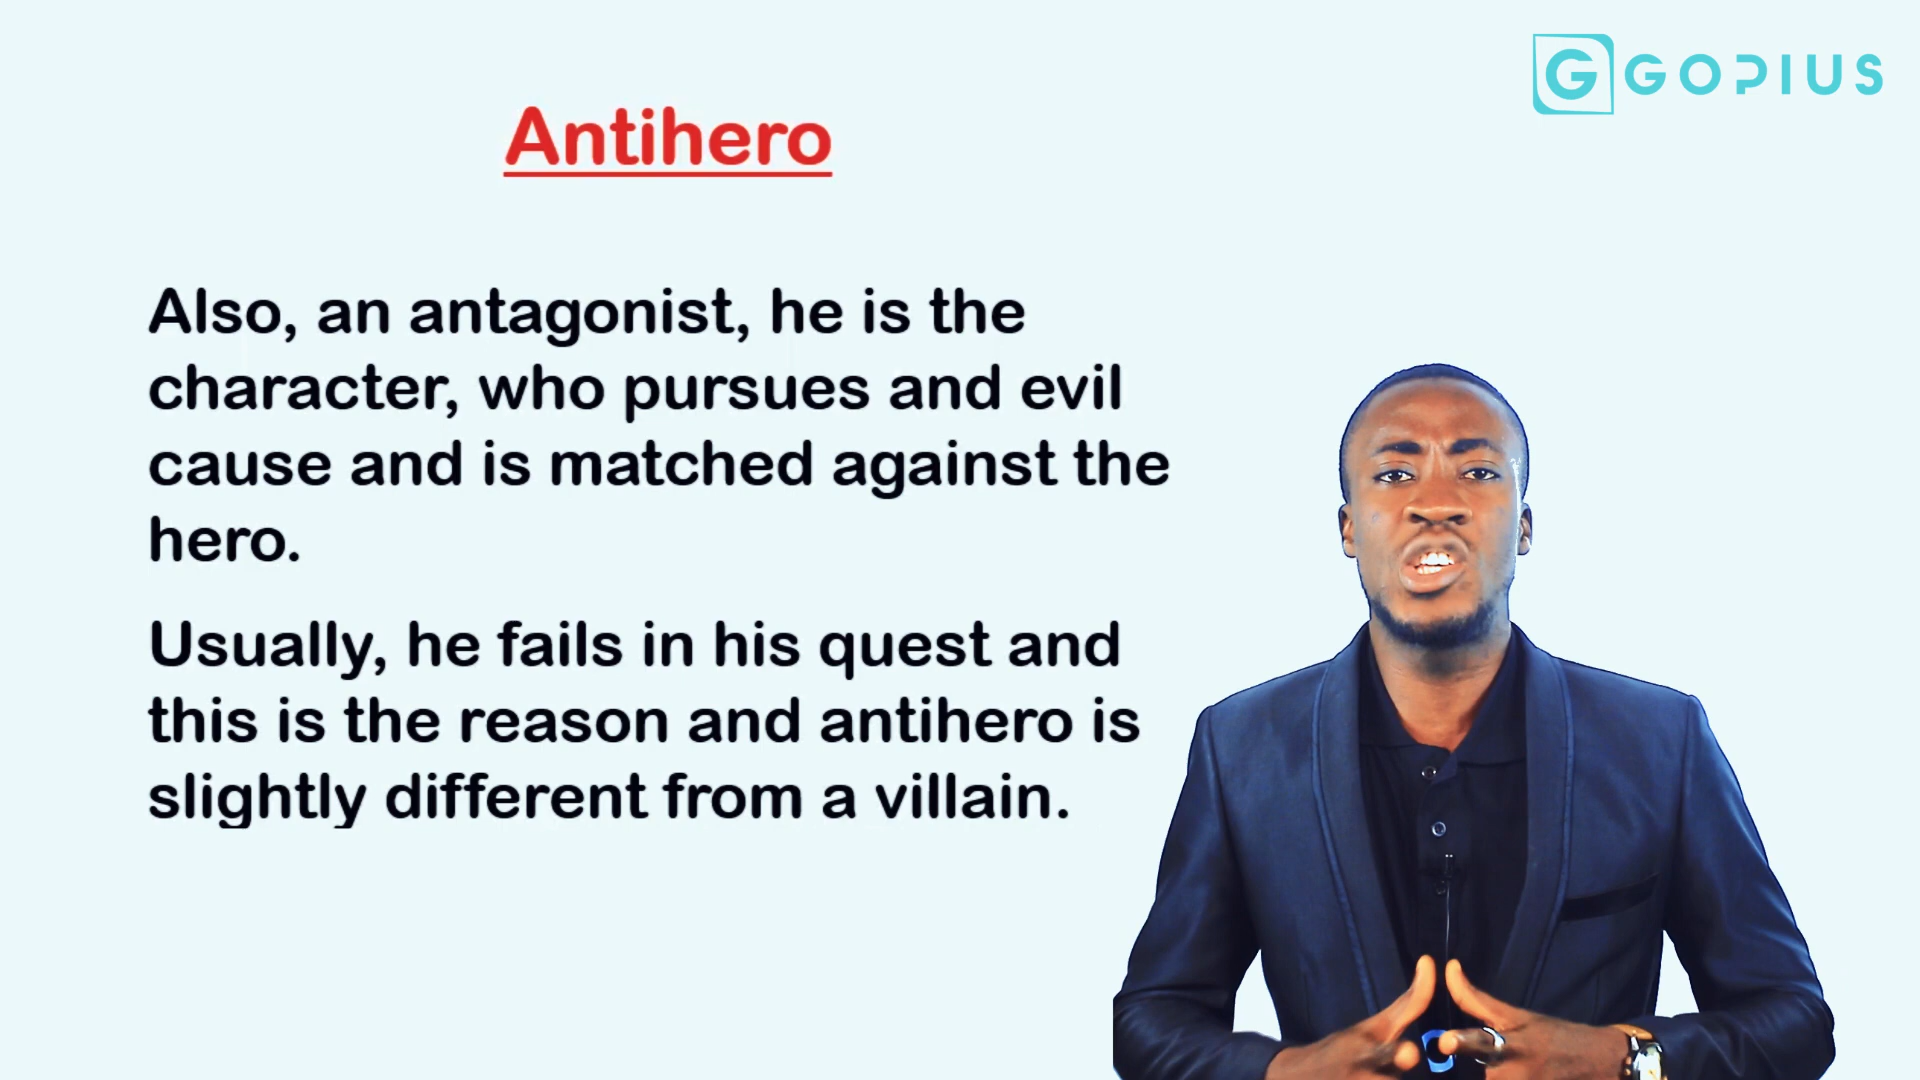 GOPIUS
Antihero
Also, an antagonist, he is the
character, who pursues and evil
cause and is matched against the
hero.
Usually, he fails in his quest and
this is the reason and antihero is
slightly different from a villain.